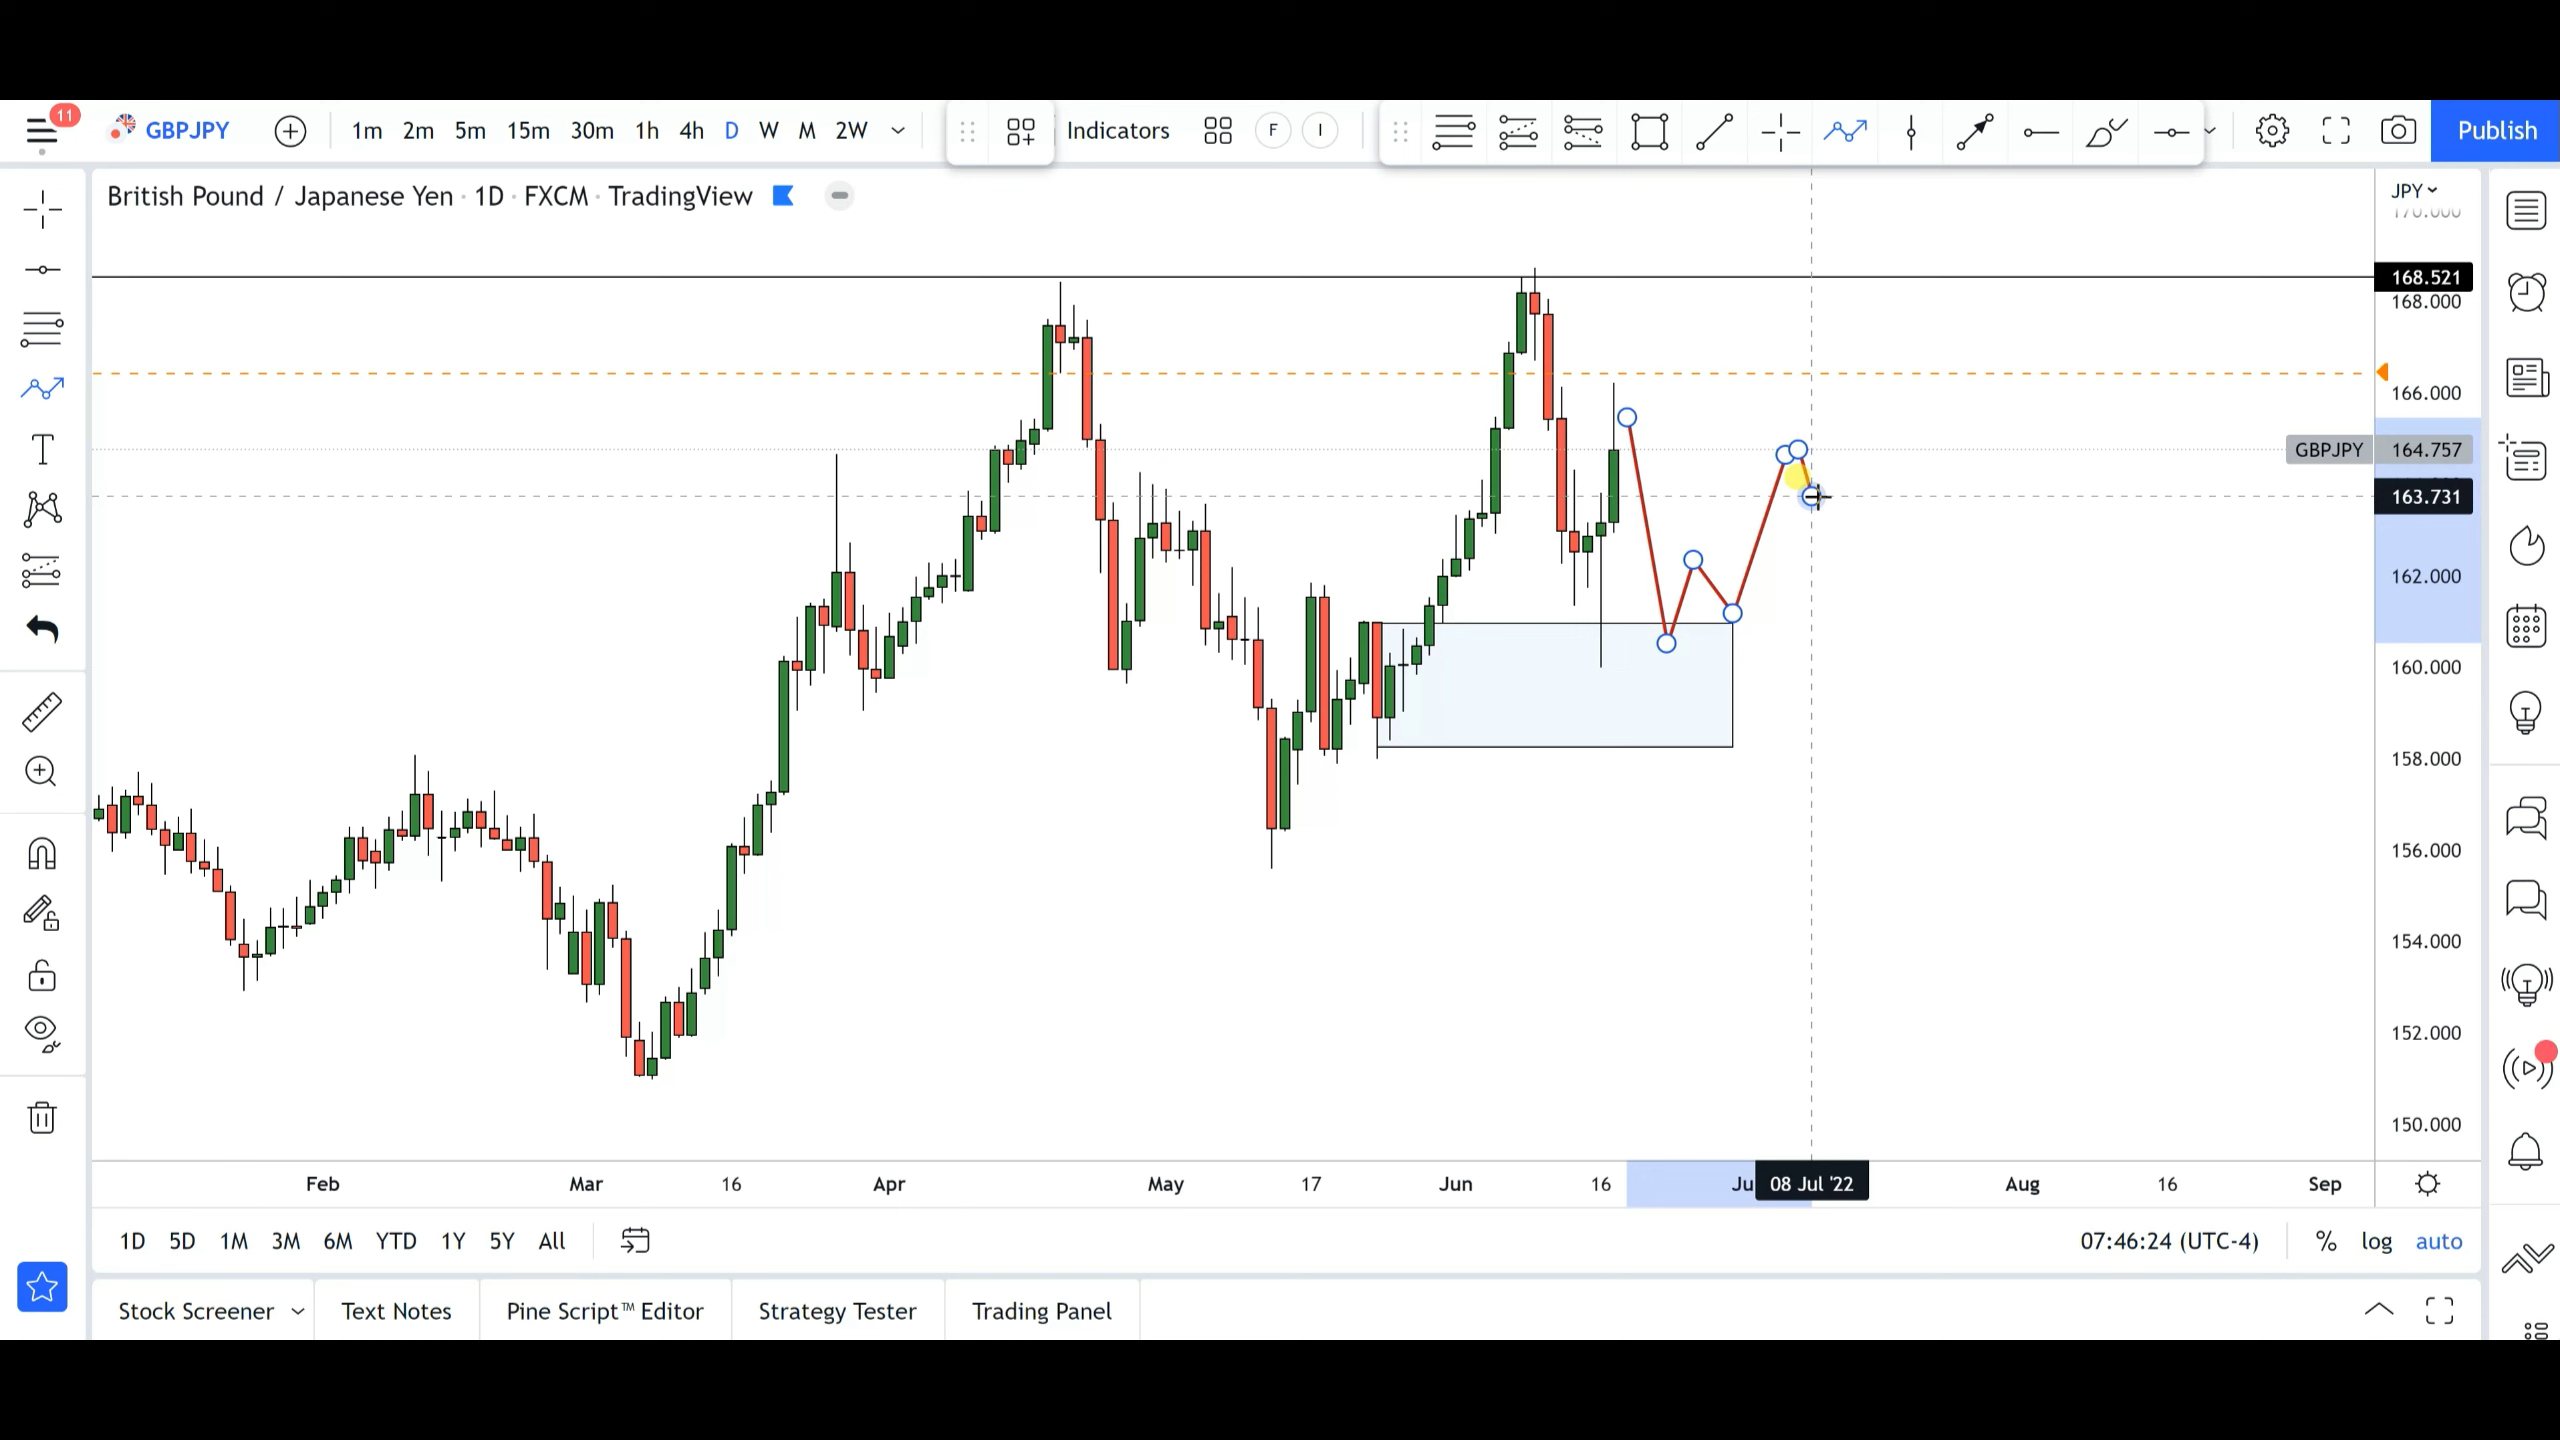 11
GBPJPY 1m 2m 5m 15m 30m 1h 4h D W M 2W Indicators F I Publish
British Pound / Japanese Yen · 1D · FXCM · TradingView
JPY
170.000
168.521
168.000
166.000
GBPJPY 164.757
163.731
162.000
160.000
158.000
156.000
154.000
152.000
150.000
Feb Mar 16 Apr May 17 Jun 16 Ju 08 Jul '22 Aug 16 Sep
1D 5D 1M 3M 6M YTD 1Y 5Y All 07:46:24 (UTC-4) % log auto
Stock Screener Text Notes Pine Script™ Editor Strategy Tester Trading Panel